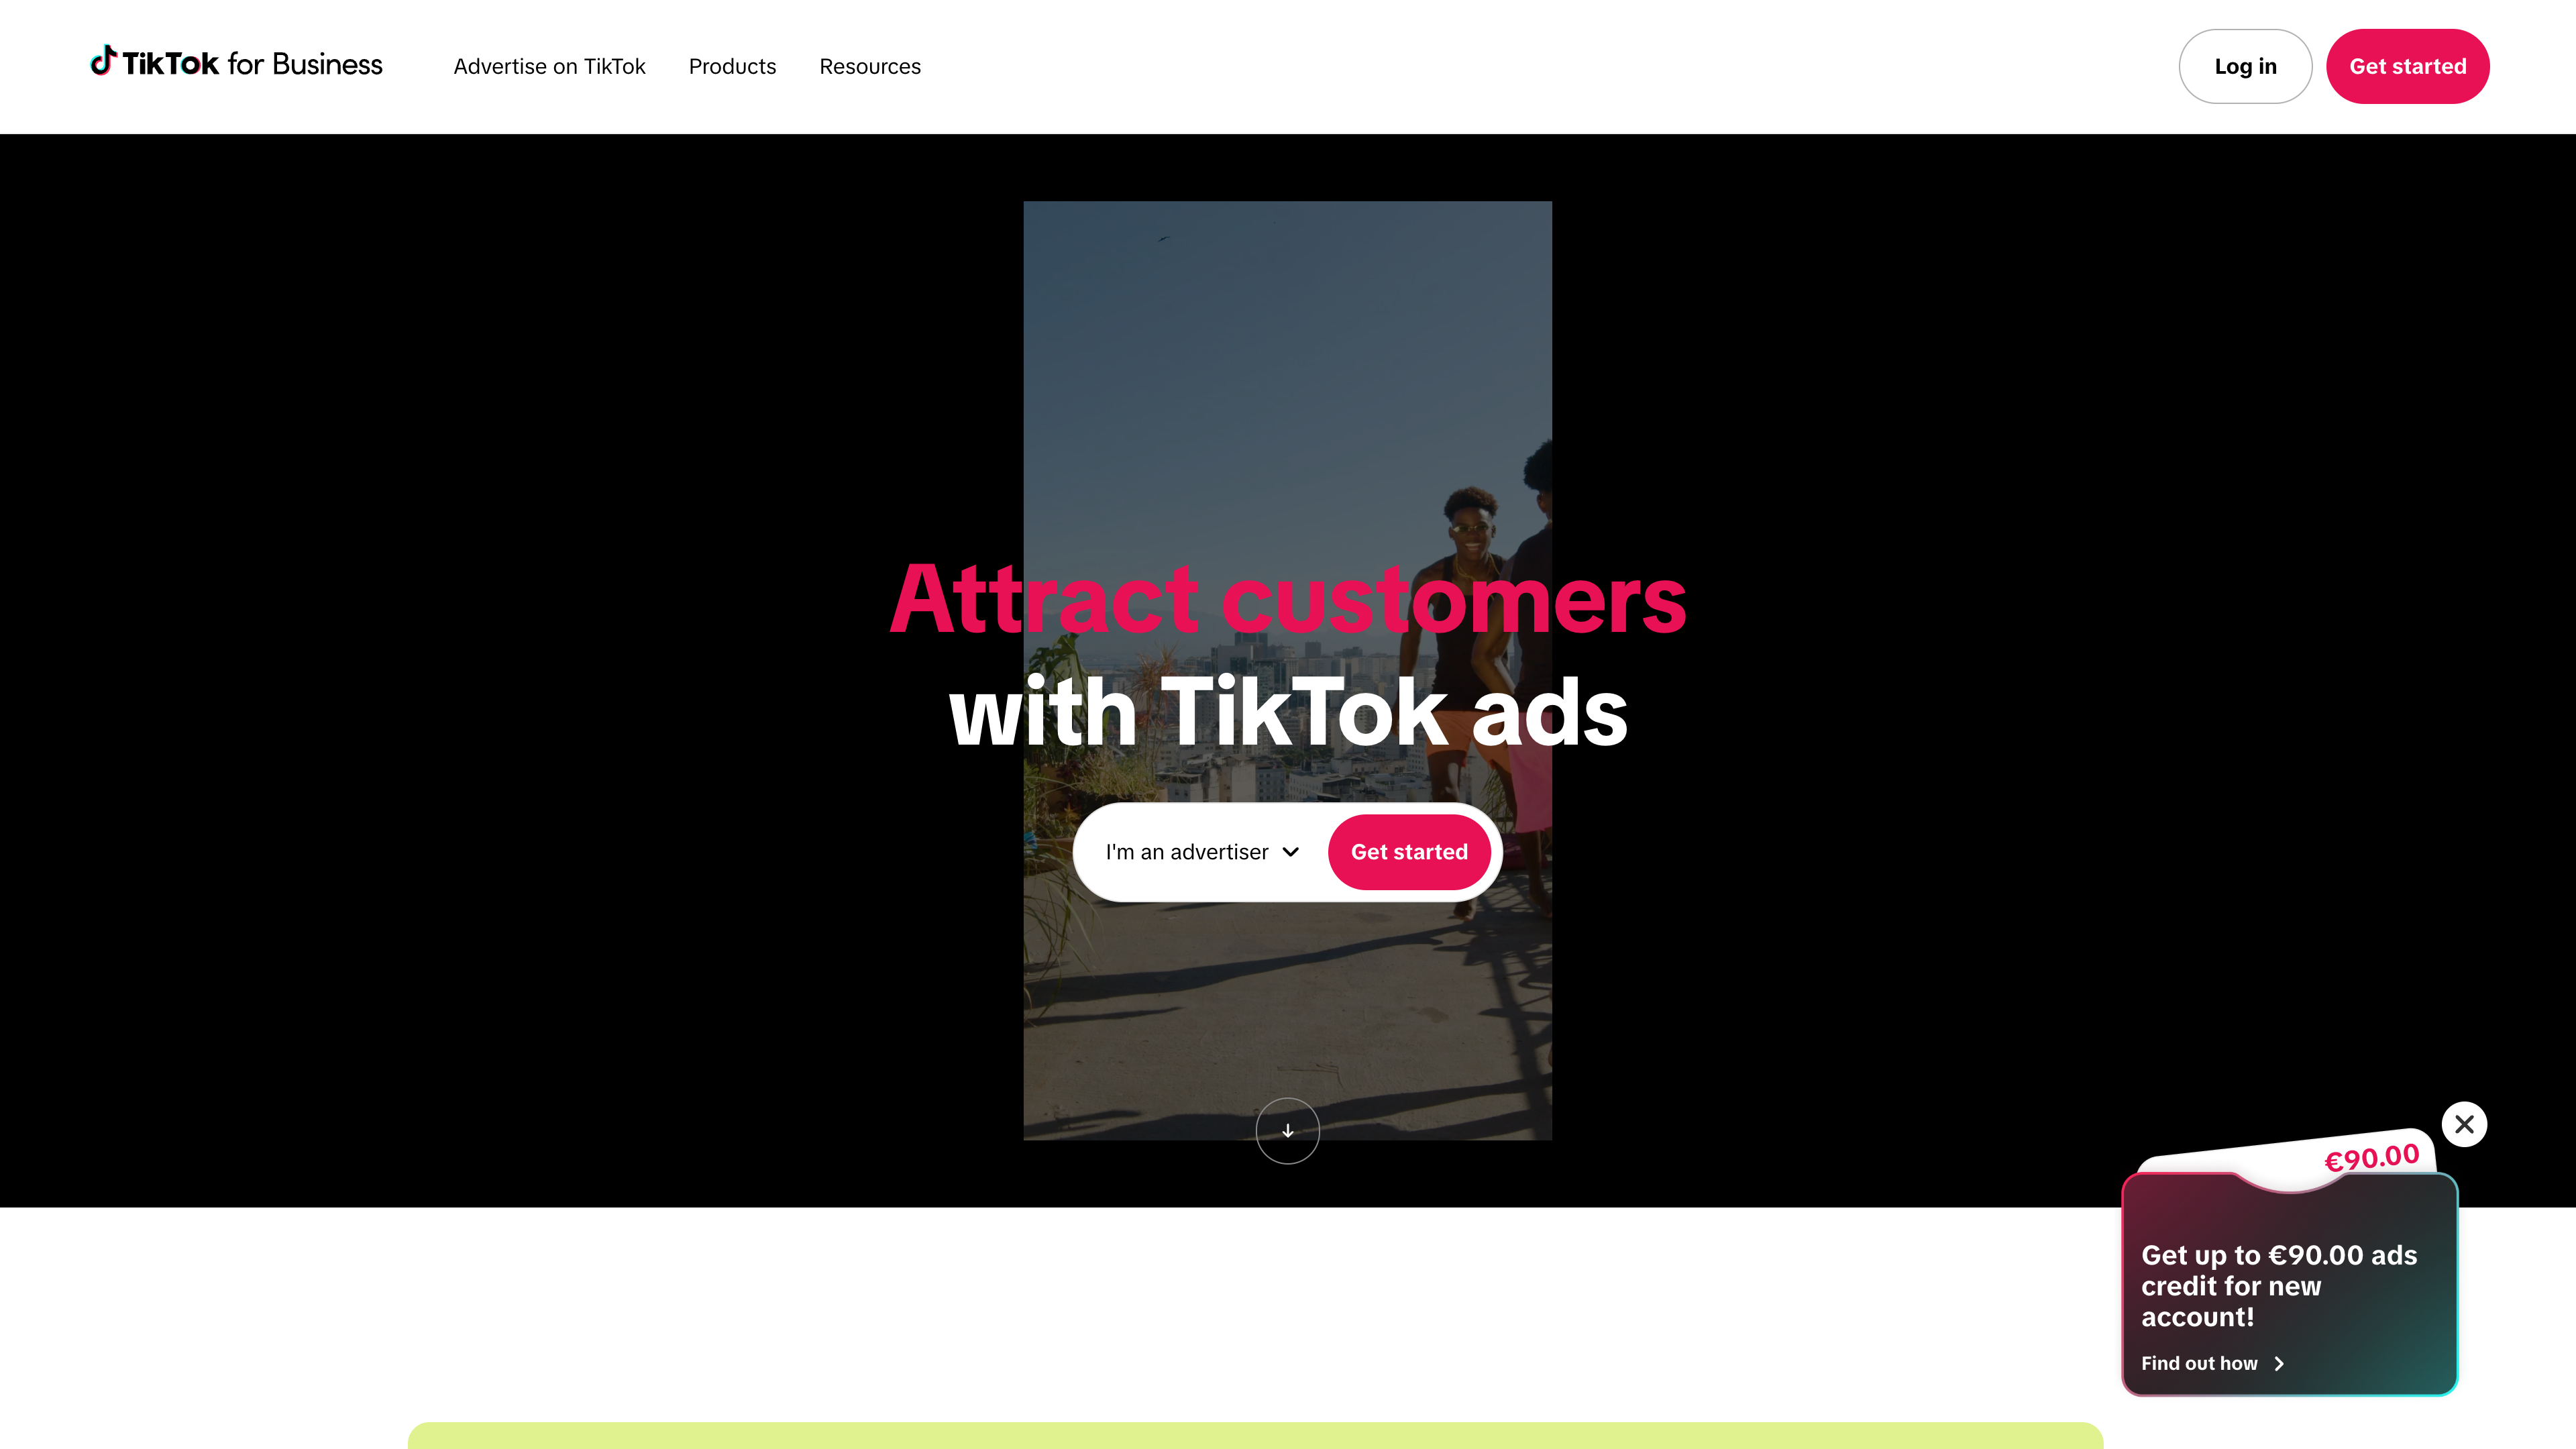 TikTok for Business
Advertise on TikTok
Products
Resources
Log in
Get started
Attract customers
with TikTok ads
I'm an advertiser
Get started
€90.00
Get up to €90.00 ads
credit for new
account!
Find out how